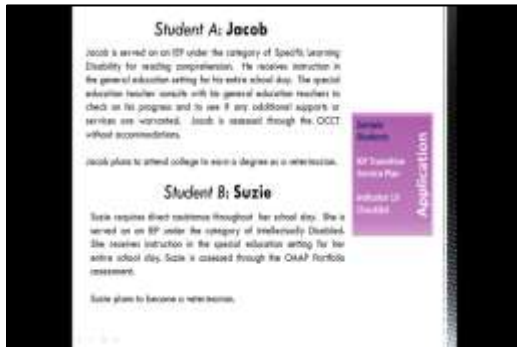 Student A: Jacob
Jacob is served on an IEP under the category of Specific Learning
Disability for reading comprehension. He receives instruction in
the general education setting for his entire school day. The special
education teacher consults with his general education teachers to
check on his progress and to see if any additional supports or
services are warranted. Jacob is assessed through the OCCT
without accommodations.
Jacob plans to attend college to earn a degree as a veterinarian.
Student B: Suzie
Suzie requires direct assistance throughout her school day. She is
served on an IEP under the category of Intellectually Disabled.
She receives instruction in the special education setting for her
entire school day. Suzie is assessed through the OAAP Portfolio
assessment.
Suzie plans to become a veterinarian.
Students
IEP Transition
Service Plan
Indicator 13
Checklist
Application